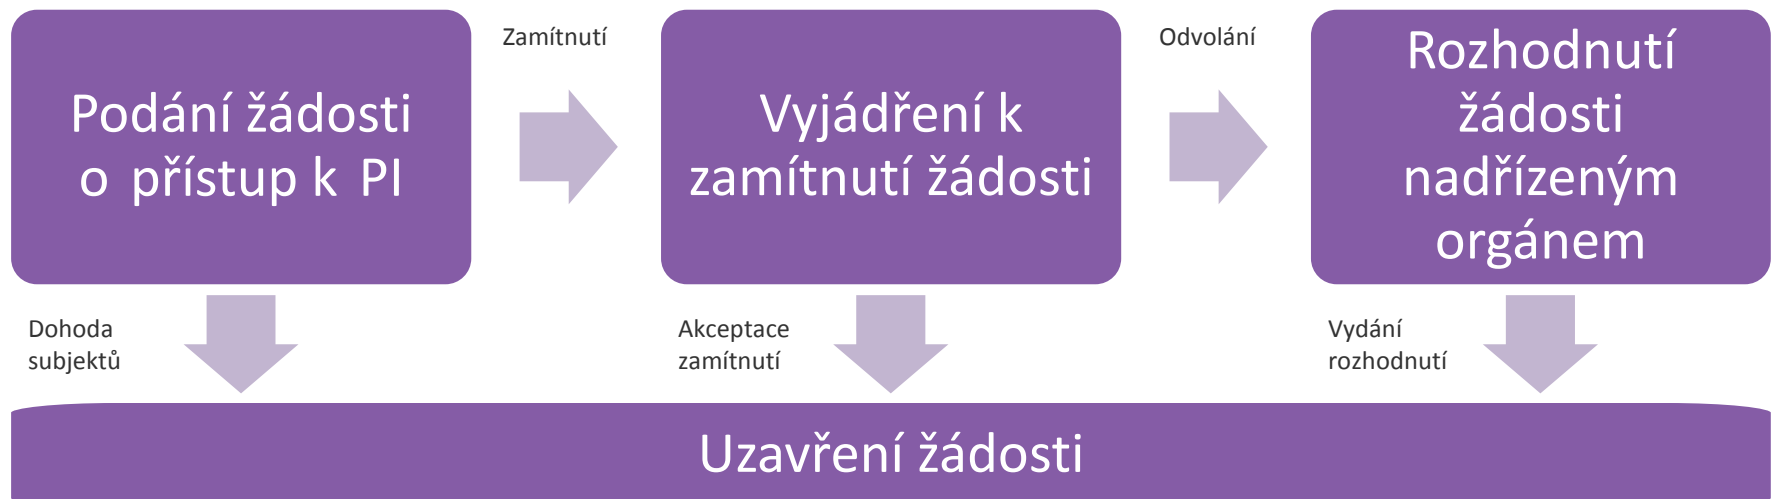 Podání žádosti
o přístup k PI
Zamítnutí
Vyjádření k
zamítnutí žádosti
Odvolání
Rozhodnutí
žádosti
nadřízeným
orgánem
Dohoda
subjektů
Akceptace
zamítnutí
Vydání
rozhodnutí
Uzavření žádosti